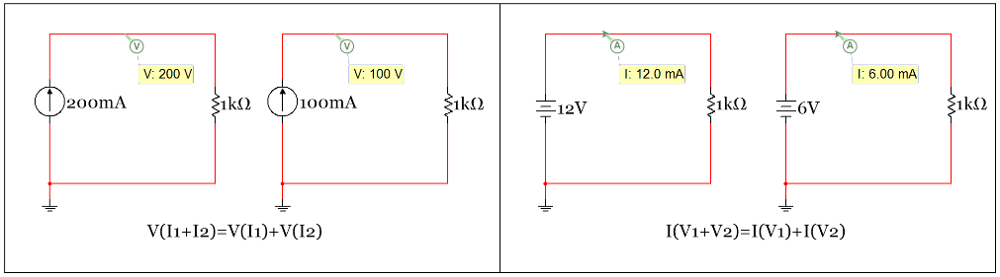 V
V: 200 V
200mA
1kΩ
V
V: 100 V
100mA
1kΩ
V(I1+I2)=V(I1)+V(I2)
A
I: 12.0 mA
12V
1kΩ
A
I: 6.00 mA
6V
1kΩ
I(V1+V2)=I(V1)+I(V2)